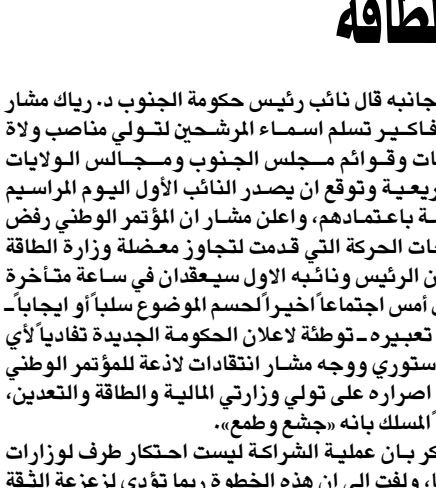 لطاقة
جانبه قال نائب رئيس حكومة الجنوب د. رياك مشار
فاكير تسلم اسماء المرشحين لتولي مناصب ولاة
ات وقوائم مجلس الجنوب ومجالس الولايات
ريعية وتوقع ان يصدر النائب الأول اليوم المراسيم
ة باعتمادهم، واعلن مشار ان المؤتمر الوطني رفض
حات الحركة التي قدمت لتجاوز معضلة وزارة الطاقة
ن الرئيس ونائبه الاول سيعقدان في ساعة متأخرة
أمس اجتماعاً اخيراً لحسم الموضوع سلباً أو ايجاباً ـ
تعبيره ـ توطئة لاعلان الحكومة الجديدة تفادياً لأي
ستوري ووجه مشار انتقادات لاذعة للمؤتمر الوطني
اصراره على تولي وزارتي المالية والطاقة والتعدين،
المسلك بانه «جشع وطمع».
كر بان عملية الشراكة ليست احتكار طرف لوزارات
ا، ولفت الى ان هذه الخطوة ربما تؤدي لزعزعة الثقة